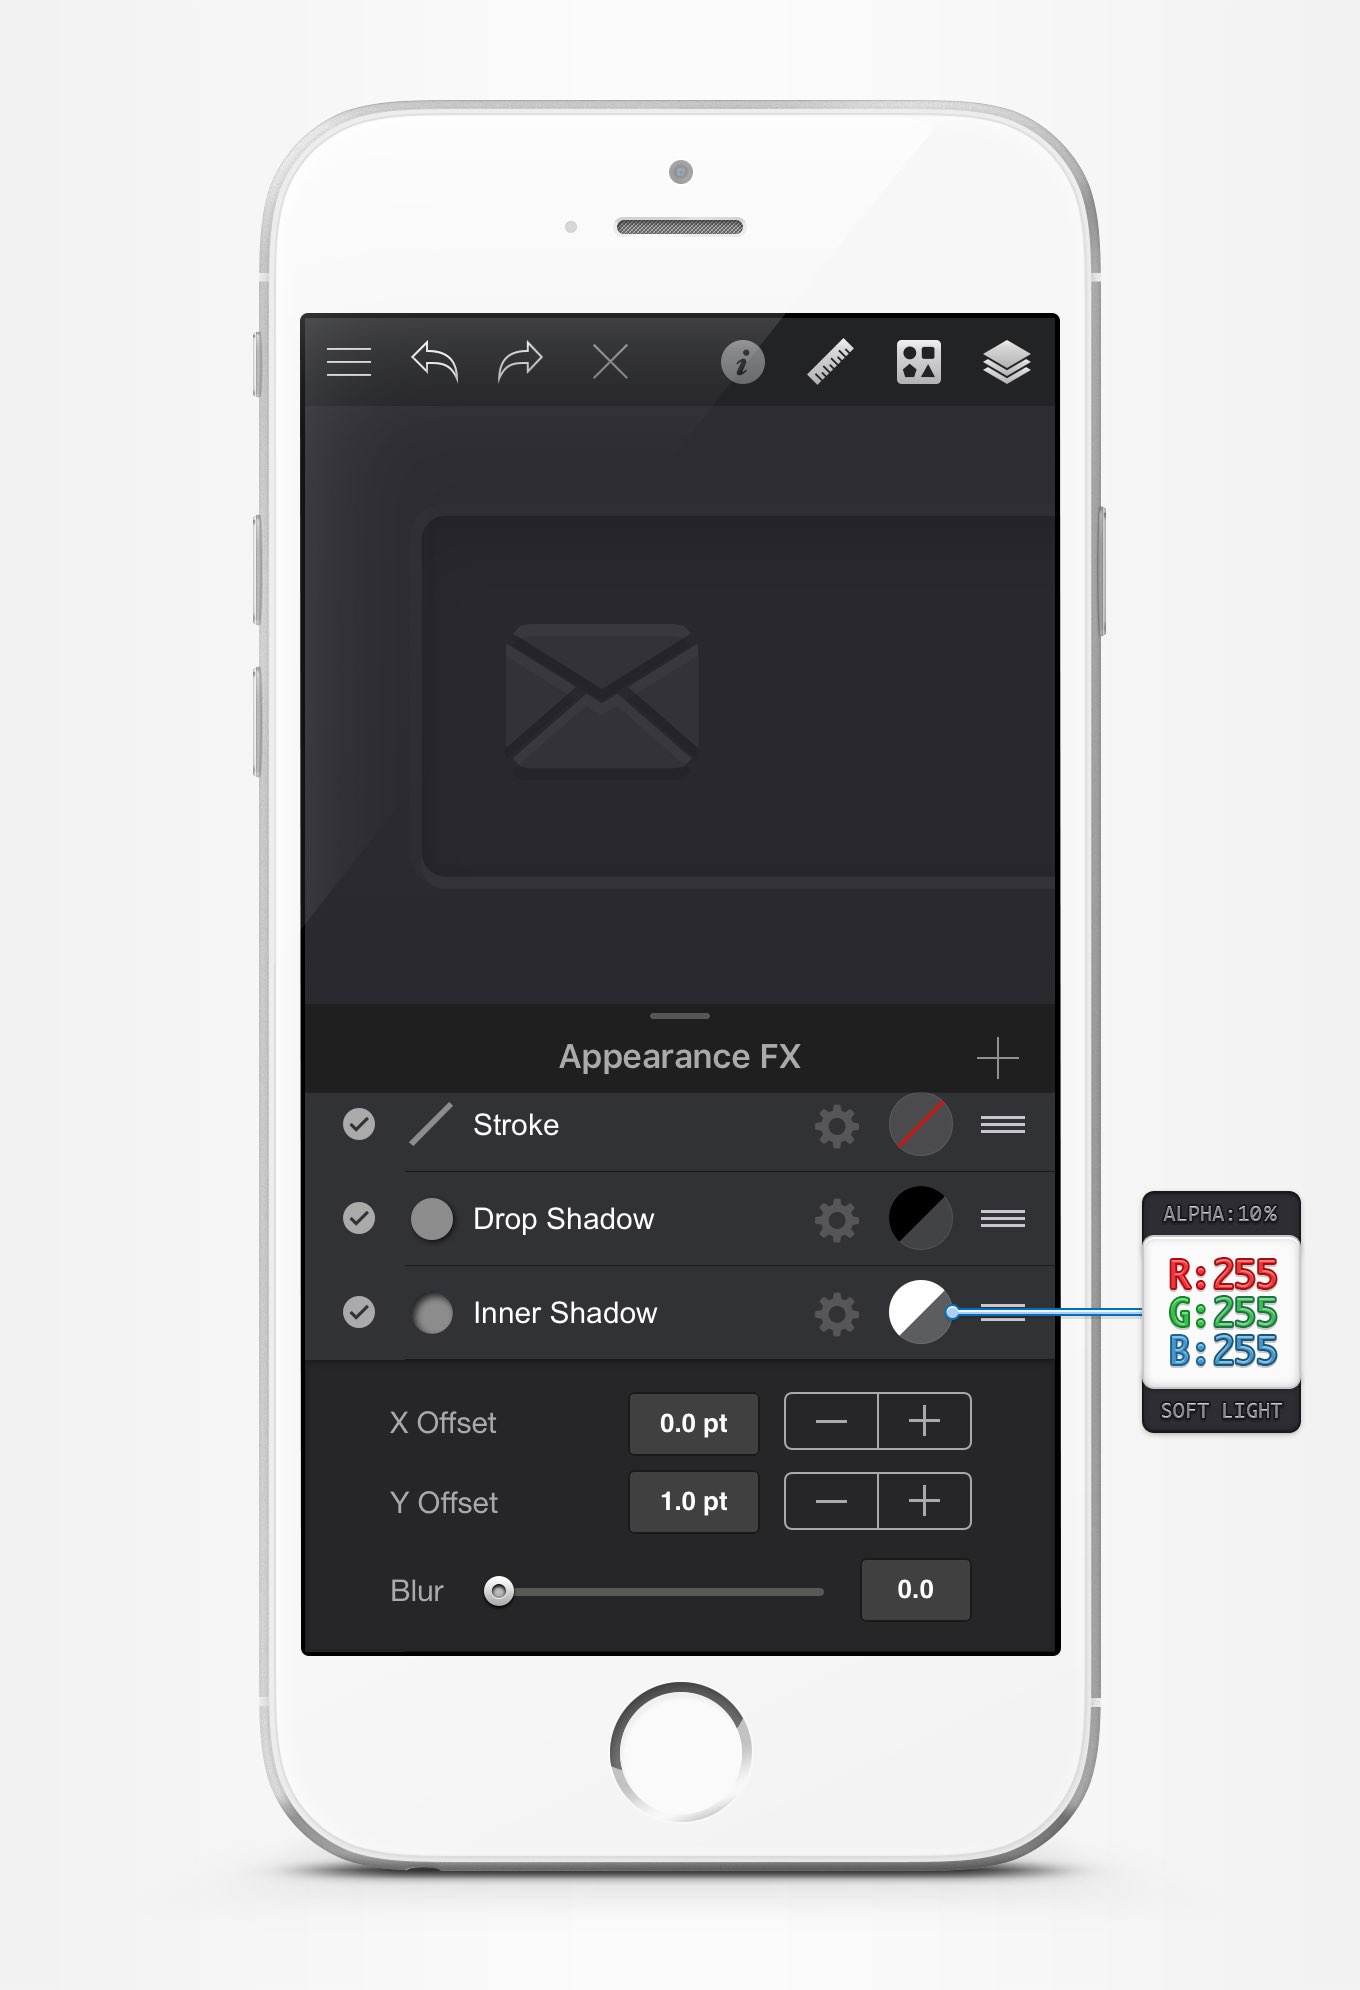 Appearance FX
Stroke
Drop Shadow
Inner Shadow
X Offset 0.0 pt
Y Offset 1.0 pt
Blur 0.0
ALPHA:10%
R:255
G:255
B:255
SOFT LIGHT